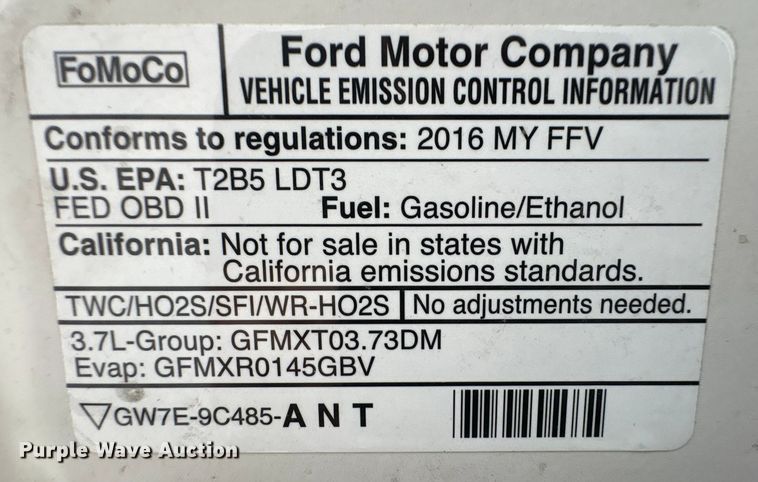 FoMoCo
Ford Motor Company
VEHICLE EMISSION CONTROL INFORMATION
Conforms to regulations: 2016 MY FFV
U.S. EPA: T2B5 LDT3
FED OBD II Fuel: Gasoline/Ethanol
California: Not for sale in states with
California emissions standards.
TWC/HO2S/SFI/WR-HO2S No adjustments needed.
3.7L-Group: GFMXT03.73DM
Evap: GFMXR0145GBV
GW7E-9C485-ANT
Purple Wave Auction